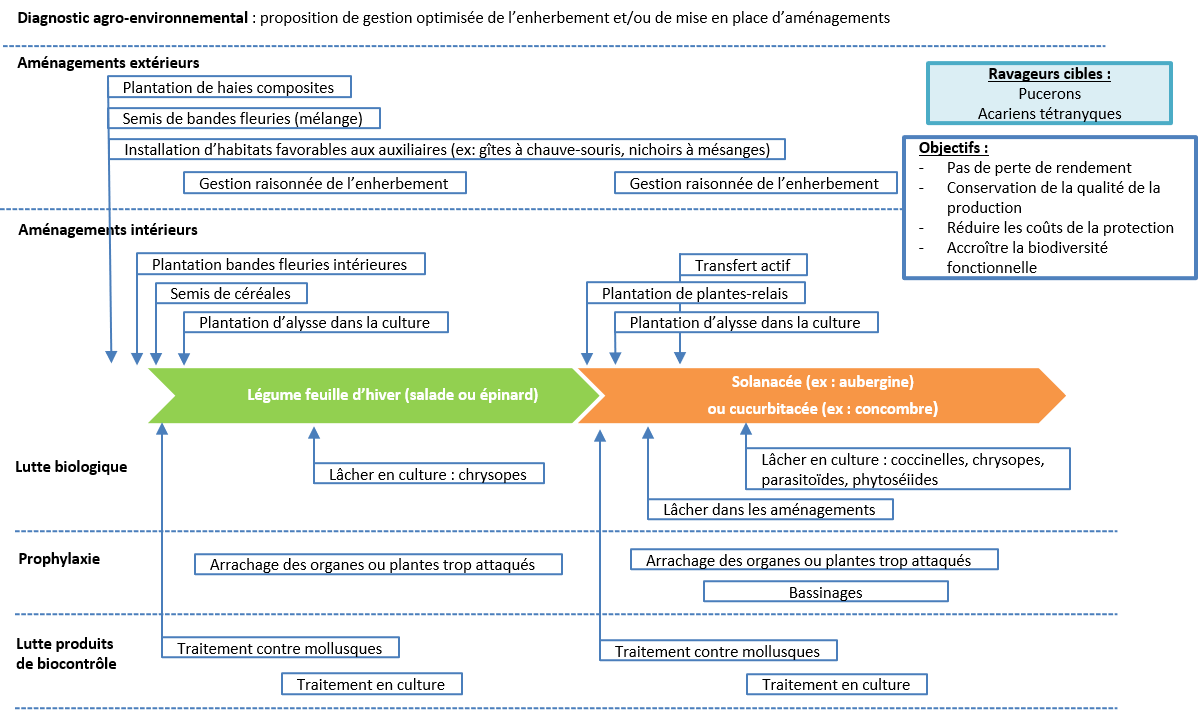 Diagnostic agro-environnemental : proposition de gestion optimisée de l'enherbement et/ou de mise en place d'aménagements
Aménagements extérieurs
Plantation de haies composites
Semis de bandes fleuries (mélange)
Installation d'habitats favorables aux auxiliaires (ex: gîtes à chauve-souris, nichoirs à mésanges)
Gestion raisonnée de l'enherbement
Gestion raisonnée de l'enherbement
Ravageurs cibles :
Pucerons
Acariens tétranyques
Objectifs :
- Pas de perte de rendement
- Conservation de la qualité de la
production
- Réduire les coûts de la protection
- Accroître la biodiversité
fonctionnelle
Aménagements intérieurs
Plantation bandes fleuries intérieures
Semis de céréales
Plantation d'alysse dans la culture
Transfert actif
Plantation de plantes-relais
Plantation d'alysse dans la culture
Légume feuille d'hiver (salade ou épinard)
Solanacée (ex : aubergine)
ou cucurbitacée (ex : concombre)
Lutte biologique
Lâcher en culture : chrysopes
Lâcher en culture : coccinelles, chrysopes,
parasitoïdes, phytoséiides
Lâcher dans les aménagements
Prophylaxie
Arrachage des organes ou plantes trop attaqués
Arrachage des organes ou plantes trop attaqués
Bassinages
Lutte produits
de biocontrôle
Traitement contre mollusques
Traitement en culture
Traitement contre mollusques
Traitement en culture